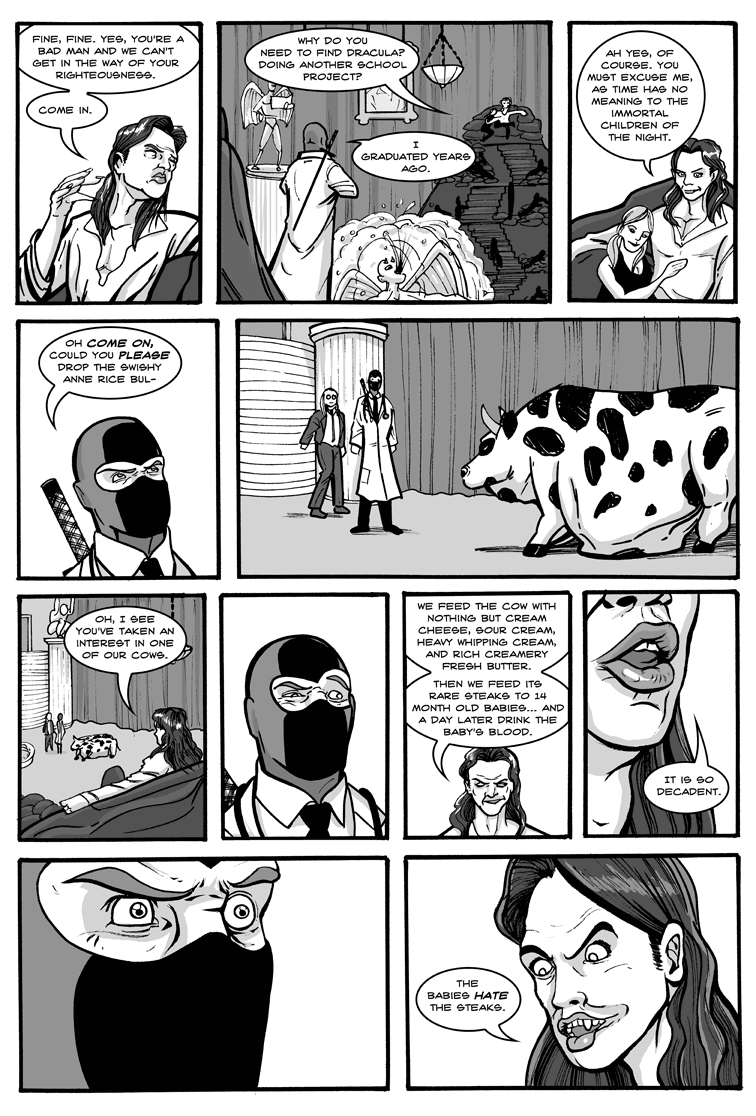 FINE, FINE. YES, YOU'RE A
BAD MAN AND WE CAN'T
GET IN THE WAY OF YOUR
RIGHTEOUSNESS.
COME IN.
WHY DO YOU
NEED TO FIND DRACULA?
DOING ANOTHER SCHOOL
PROJECT?
I
GRADUATED YEARS
AGO.
AH YES, OF
COURSE. YOU
MUST EXCUSE ME,
AS TIME HAS NO
MEANING TO THE
IMMORTAL
CHILDREN OF
THE NIGHT.
OH COME ON,
COULD YOU PLEASE
DROP THE SWISHY
ANNE RICE BUL-
OH, I SEE
YOU'VE TAKEN AN
INTEREST IN ONE
OF OUR COWS.
WE FEED THE COW WITH
NOTHING BUT CREAM
CHEESE, SOUR CREAM,
HEAVY WHIPPING CREAM,
AND RICH CREAMERY
FRESH BUTTER.
THEN WE FEED ITS
RARE STEAKS TO 14
MONTH OLD BABIES... AND
A DAY LATER DRINK THE
BABY'S BLOOD.
IT IS SO
DECADENT.
THE
BABIES HATE
THE STEAKS.